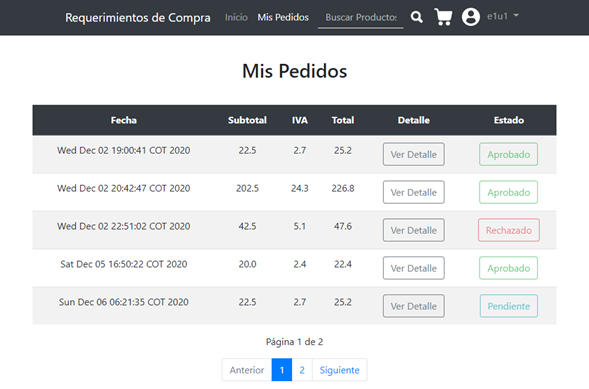 Requerimientos de Compra Inicio Mis Pedidos Buscar Producto: e1u1
Mis Pedidos
Fecha Subtotal IVA Total Detalle Estado
Wed Dec 02 19:00:41 COT 2020 22.5 2.7 25.2 Ver Detalle Aprobado
Wed Dec 02 20:42:47 COT 2020 202.5 24.3 226.8 Ver Detalle Aprobado
Wed Dec 02 22:51:02 COT 2020 42.5 5.1 47.6 Ver Detalle Rechazado
Sat Dec 05 16:50:22 COT 2020 20.0 2.4 22.4 Ver Detalle Aprobado
Sun Dec 06 06:21:35 COT 2020 22.5 2.7 25.2 Ver Detalle Pendiente
Página 1 de 2
Anterior 1 2 Siguiente